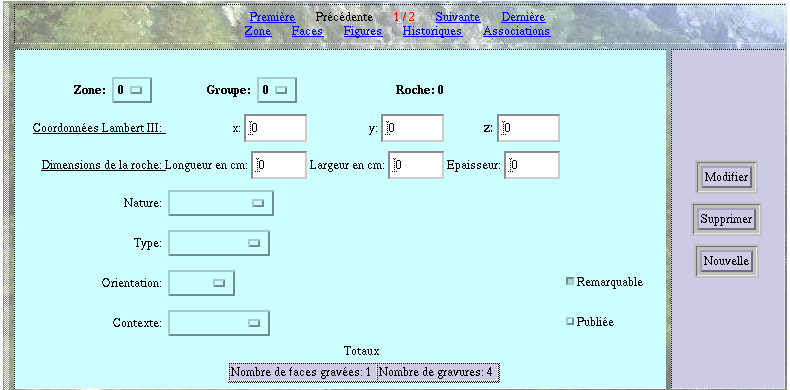 Première Précédente 1 / 2 Suivante Dernière
Zone Faces Figures Historiques Associations
Zone: 0 Groupe: 0 Roche: 0
Coordonnées Lambert III: x: 0 y: 0 z: 0
Dimensions de la roche: Longueur en cm: 0 Largeur en cm: 0 Epaisseur: 0
Modifier
Nature:
Supprimer
Type:
Nouvelle
Orientation: Remarquable
Contexte: Publiée
Totaux
Nombre de faces gravées: 1 Nombre de gravures: 4